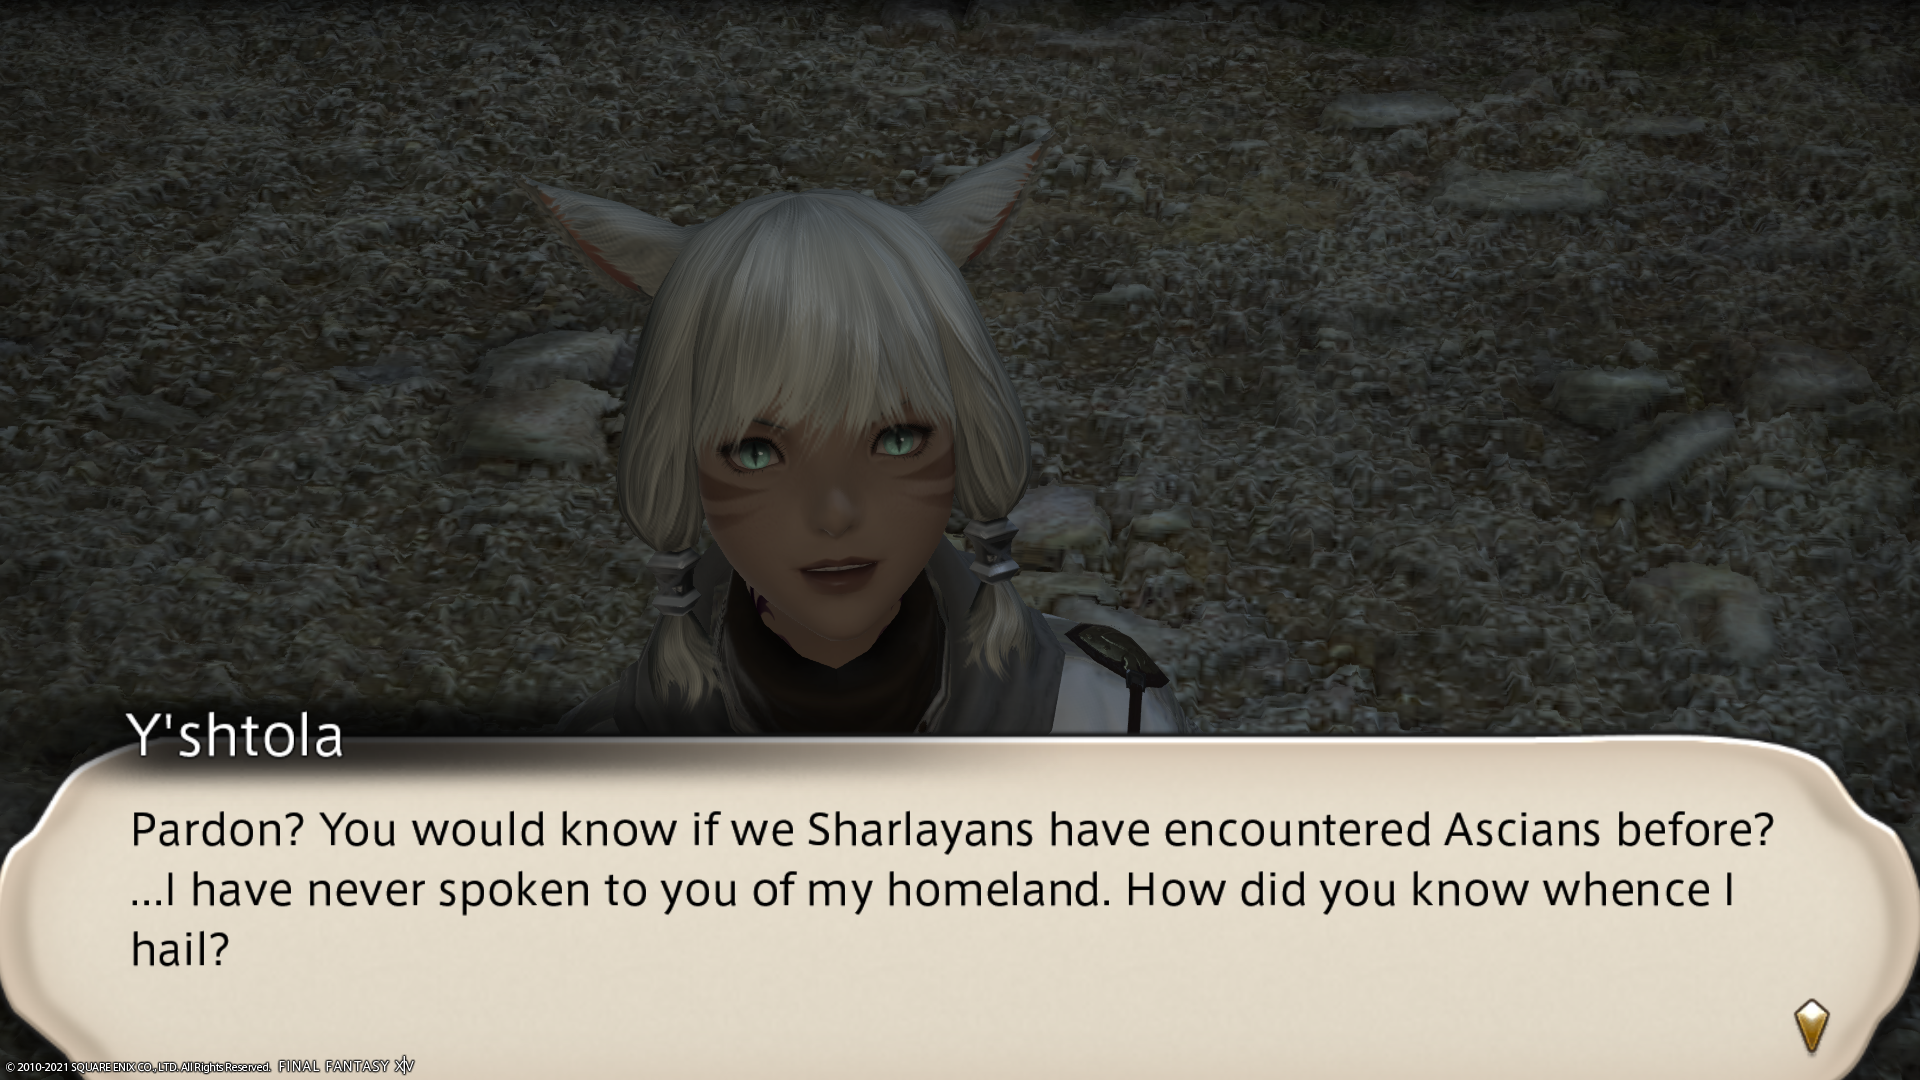 Y'shtola
Pardon? You would know if we Sharlayans have encountered Ascians before?
...I have never spoken to you of my homeland. How did you know whence I
hail?
© 2010-2021 SQUARE ENIX CO., LTD. All Rights Reserved. FINAL FANTASY XIV